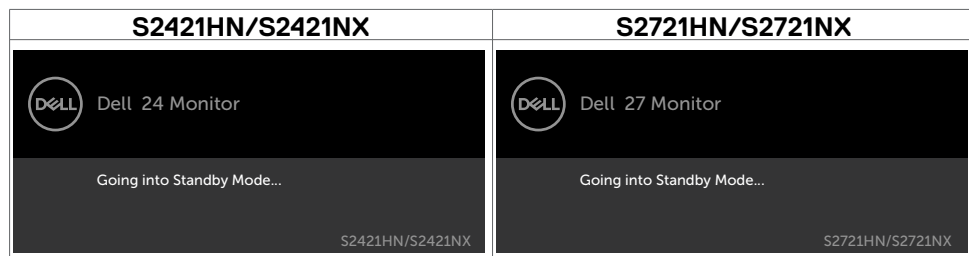 S2421HN/S2421NX
S2721HN/S2721NX
DELL Dell 24 Monitor
Going into Standby Mode...
S2421HN/S2421NX
DELL Dell 27 Monitor
Going into Standby Mode...
S2721HN/S2721NX